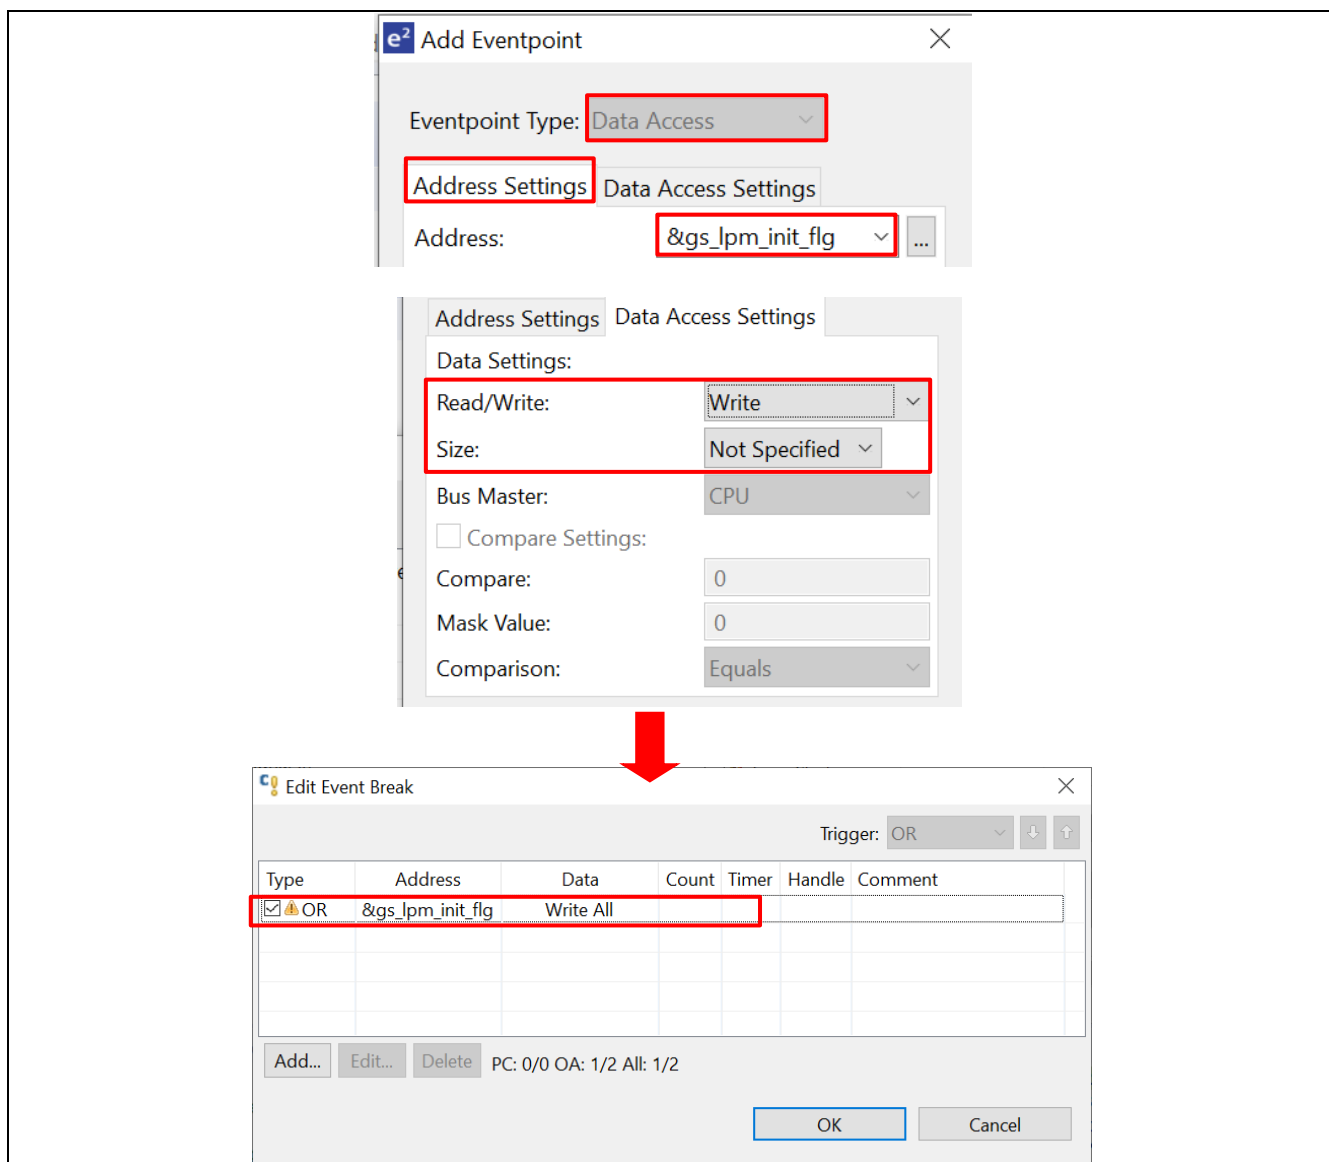 e² Add Eventpoint
Eventpoint Type: Data Access
Address Settings Data Access Settings
Address: &gs_lpm_init_flg ...
Address Settings Data Access Settings
Data Settings:
Read/Write: Write
Size: Not Specified
Bus Master: CPU
Compare Settings:
Compare: 0
Mask Value: 0
Comparison: Equals
Edit Event Break
Trigger: OR
Type Address Data Count Timer Handle Comment
OR &gs_lpm_init_flg Write All
Add... Edit... Delete PC: 0/0 OA: 1/2 All: 1/2
OK Cancel